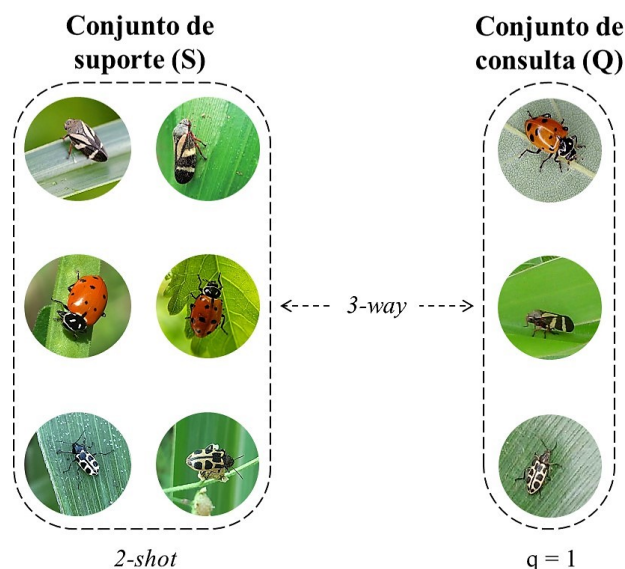 Conjunto de
suporte (S)
Conjunto de
consulta (Q)
3-way
2-shot
q = 1